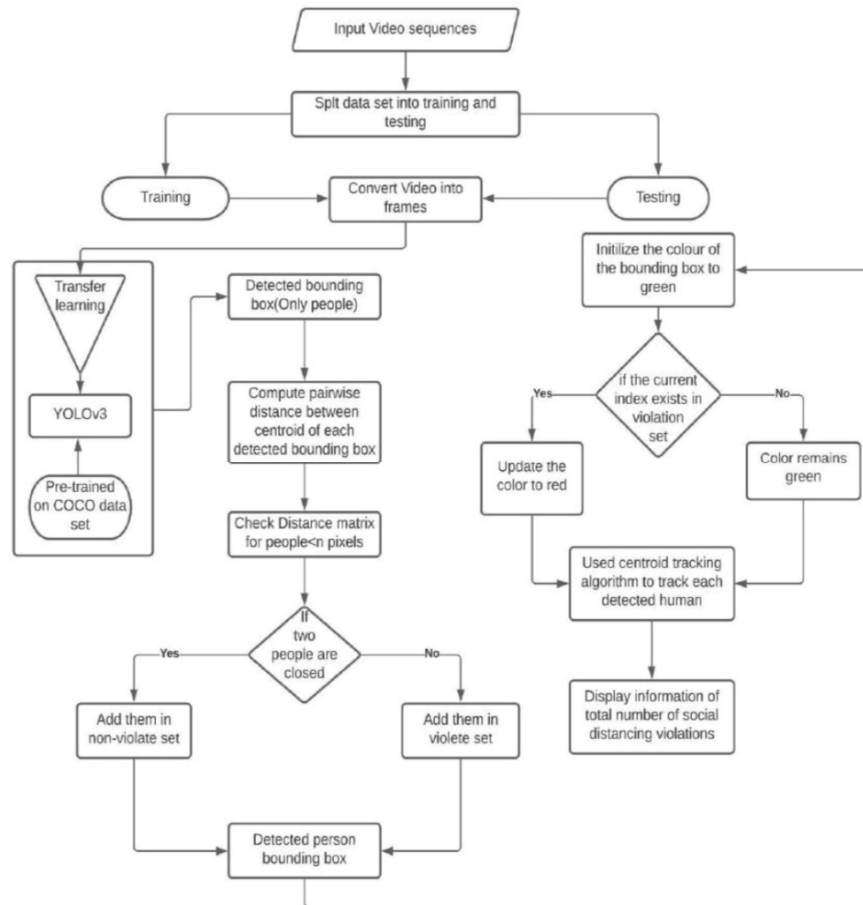 Input Video sequences
Splt data set into training and
testing
Training
Convert Video into
frames
Testing
Transfer
learning
YOLOv3
Pre-trained
on COCO data
set
Detected bounding
box(Only people)
Compute pairwise
distance between
centroid of each
detected bounding box
Check Distance matrix
for people<n pixels
If
two
people are
closed
Yes
No
Add them in
non-violate set
Add them in
violete set
Detected person
bounding box
Initilize the colour of
the bounding box to
green
if the current
index exists in
violation
set
Yes
No
Update the
color to red
Color remains
green
Used centroid tracking
algorithm to track each
detected human
Display information of
total number of social
distancing violations